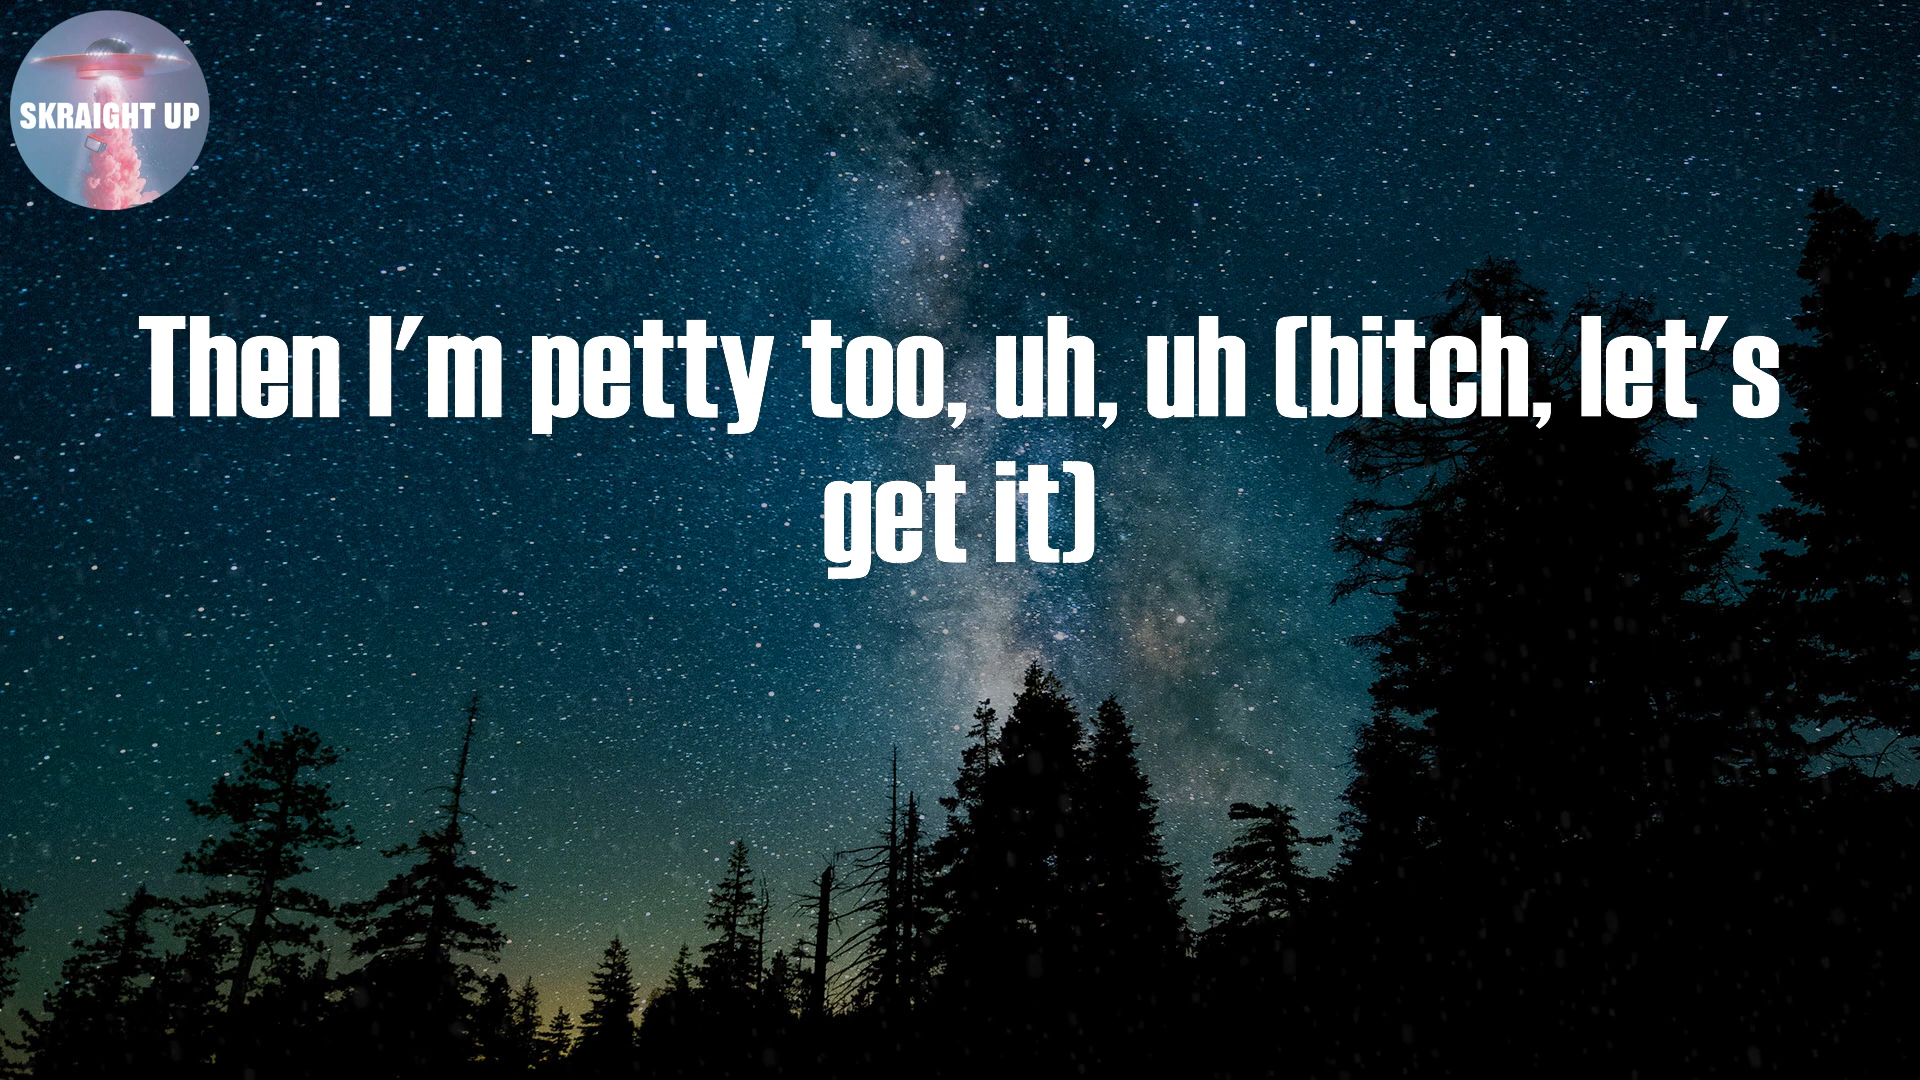 SKRAIGHT UP
Then I'm petty too, uh, uh (bitch, let's
get it)